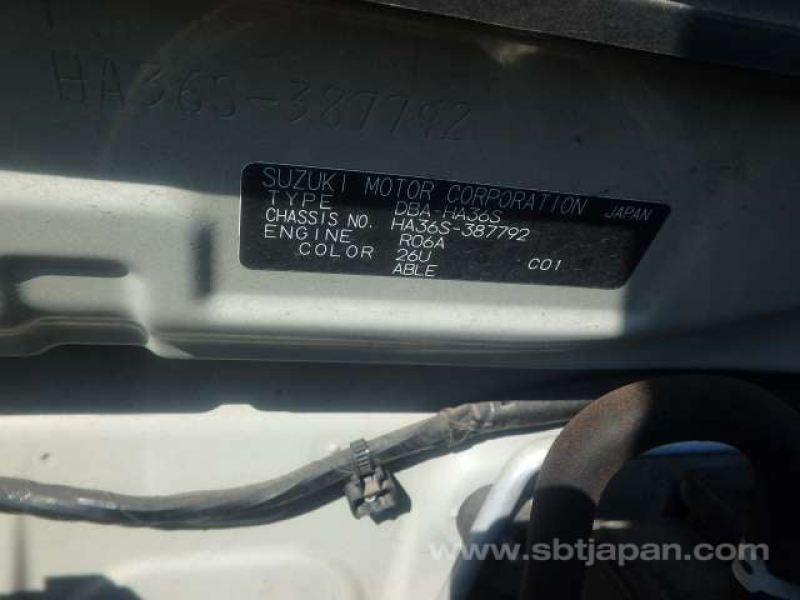 HA36S-387792
SUZUKI MOTOR CORPORATION JAPAN
TYPE DBA-HA36S
CHASSIS NO. HA36S-387792
ENGINE R06A
COLOR 26U C01
ABLE
www.sbtjapan.com